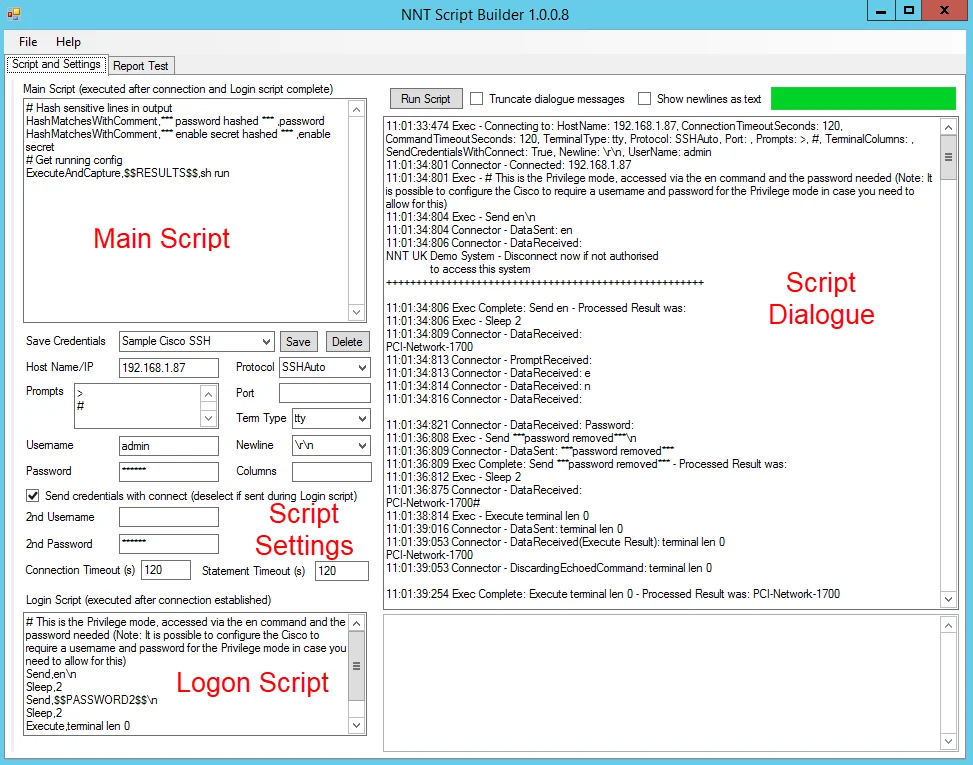 NNT Script Builder 1.0.0.8
File Help
Script and Settings Report Test
Main Script (executed after connection and Login script complete)
# Hash sensitive lines in output
HashMatchesWithComment,*** password hashed *** ,password
HashMatchesWithComment,*** enable secret hashed *** ,enable
secret
# Get running config
ExecuteAndCapture,$$RESULTS$$,sh run
Main Script
Save Credentials Sample Cisco SSH Save Delete
Host Name/IP 192.168.1.87 Protocol SSHAuto
Prompts > Port
#
Term Type tty
Username admin Newline \r\n
Password ****** Columns
Send credentials with connect (deselect if sent during Login script)
2nd Username
Script
Settings
2nd Password ******
Connection Timeout (s) 120 Statement Timeout (s) 120
Login Script (executed after connection established)
# This is the Privilege mode, accessed via the en command and the
password needed (Note: It is possible to configure the Cisco to
require a username and password for the Privilege mode in case you
need to allow for this)
Send,en\n
Sleep,2
Send,$$PASSWORD2$$\n
Sleep,2
Execute,terminal len 0
Logon Script
Run Script Truncate dialogue messages Show newlines as text
11:01:33:474 Exec - Connecting to: HostName: 192.168.1.87, ConnectionTimeoutSeconds: 120,
CommandTimeoutSeconds: 120, TerminalType: tty, Protocol: SSHAuto, Port: , Prompts: >, #, TerminalColumns: ,
SendCredentialsWithConnect: True, Newline: \r\n, UserName: admin
11:01:34:801 Connector - Connected: 192.168.1.87
11:01:34:801 Exec - # This is the Privilege mode, accessed via the en command and the password needed (Note: It
is possible to configure the Cisco to require a username and password for the Privilege mode in case you need to
allow for this)
11:01:34:804 Exec - Send en\n
11:01:34:804 Connector - DataSent: en
11:01:34:806 Connector - DataReceived:
NNT UK Demo System - Disconnect now if not authorised
to access this system
++++++++++++++++++++++++++++++++++++++++++++++++++++
11:01:34:806 Exec Complete: Send en - Processed Result was:
11:01:34:806 Exec - Sleep 2
11:01:34:809 Connector - DataReceived:
PCI-Network-1700
11:01:34:813 Connector - PromptReceived:
11:01:34:813 Connector - DataReceived: e
11:01:34:814 Connector - DataReceived: n
11:01:34:816 Connector - DataReceived:
11:01:34:821 Connector - DataReceived: Password:
11:01:36:808 Exec - Send ***password removed***\n
11:01:36:809 Connector - DataSent: ***password removed***
11:01:36:809 Exec Complete: Send ***password removed*** - Processed Result was:
11:01:36:812 Exec - Sleep 2
11:01:36:875 Connector - DataReceived:
PCI-Network-1700#
11:01:38:814 Exec - Execute terminal len 0
11:01:39:016 Connector - DataSent: terminal len 0
11:01:39:053 Connector - DataReceived(Execute Result): terminal len 0
PCI-Network-1700
11:01:39:053 Connector - DiscardingEchoedCommand: terminal len 0
11:01:39:254 Exec Complete: Execute terminal len 0 - Processed Result was: PCI-Network-1700
Script
Dialogue